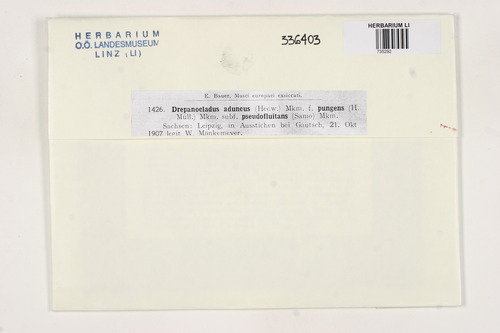 HERBARIUM
O.Ö. LANDESMUSEUM
LINZ (LI)
336403
HERBARIUM LI
735292
E. Bauer, Musci europaei exsiccati.
1426. Drepanocladus aduncus (Hedw.) Mkm. f. pungens (H.
Müll.) Mkm. subf. pseudofluitans (Sanio) Mkm.
Sachsen: Leipzig, in Ausstichen bei Gautsch, 21. Okt
1907 legit W. Mönkemeyer.